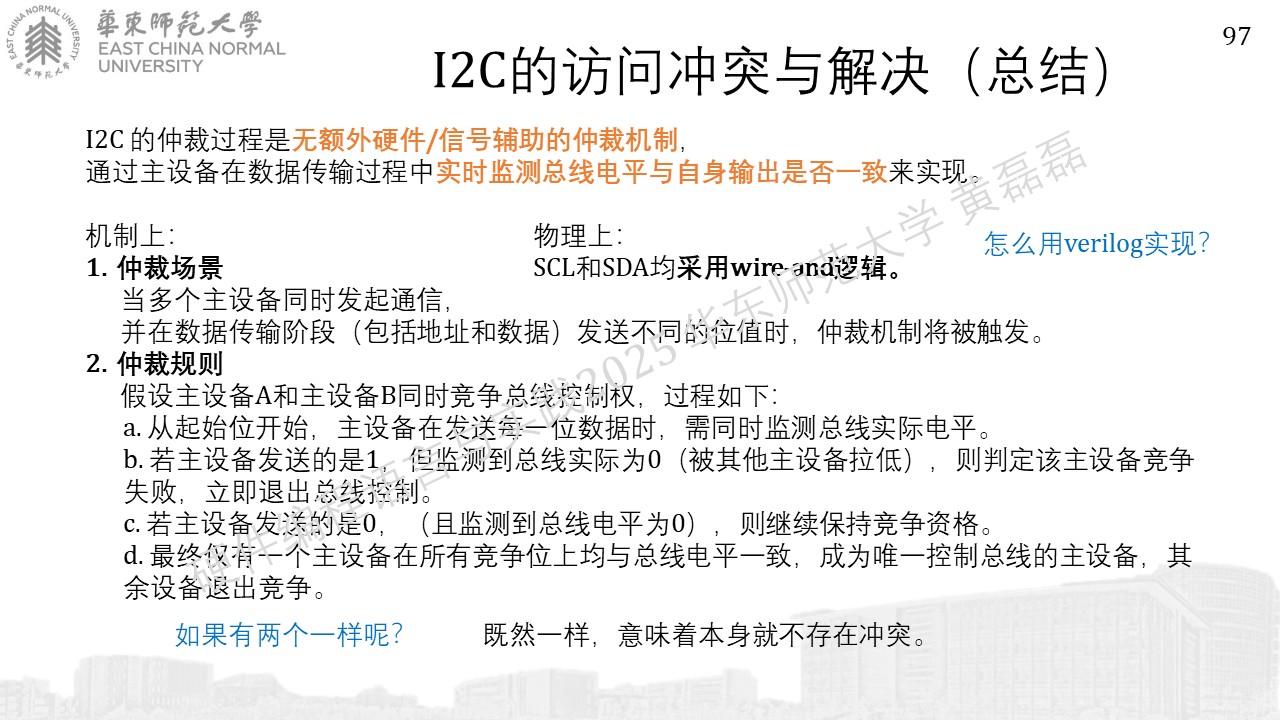 EAST CHINA NORMAL UNIVERSITY
華東師範大學
華東師範大學
EAST CHINA NORMAL
UNIVERSITY
97
I2C的访问冲突与解决（总结）
I2C 的仲裁过程是无额外硬件/信号辅助的仲裁机制，
通过主设备在数据传输过程中实时监测总线电平与自身输出是否一致来实现。
机制上：
物理上：
怎么用verilog实现？
1. 仲裁场景
SCL和SDA均采用wire-and逻辑。
当多个主设备同时发起通信，
并在数据传输阶段（包括地址和数据）发送不同的位值时，仲裁机制将被触发。
2. 仲裁规则
假设主设备A和主设备B同时竞争总线控制权，过程如下：
a. 从起始位开始，主设备在发送每一位数据时，需同时监测总线实际电平。
b. 若主设备发送的是1，但监测到总线实际为0（被其他主设备拉低），则判定该主设备竞争
失败，立即退出总线控制。
c. 若主设备发送的是0，（且监测到总线电平为0），则继续保持竞争资格。
d. 最终仅有一个主设备在所有竞争位上均与总线电平一致，成为唯一控制总线的主设备，其
余设备退出竞争。
如果有两个一样呢？
既然一样，意味着本身就不存在冲突。
硬件编程语言与实践2025 华东师范大学 黄磊磊